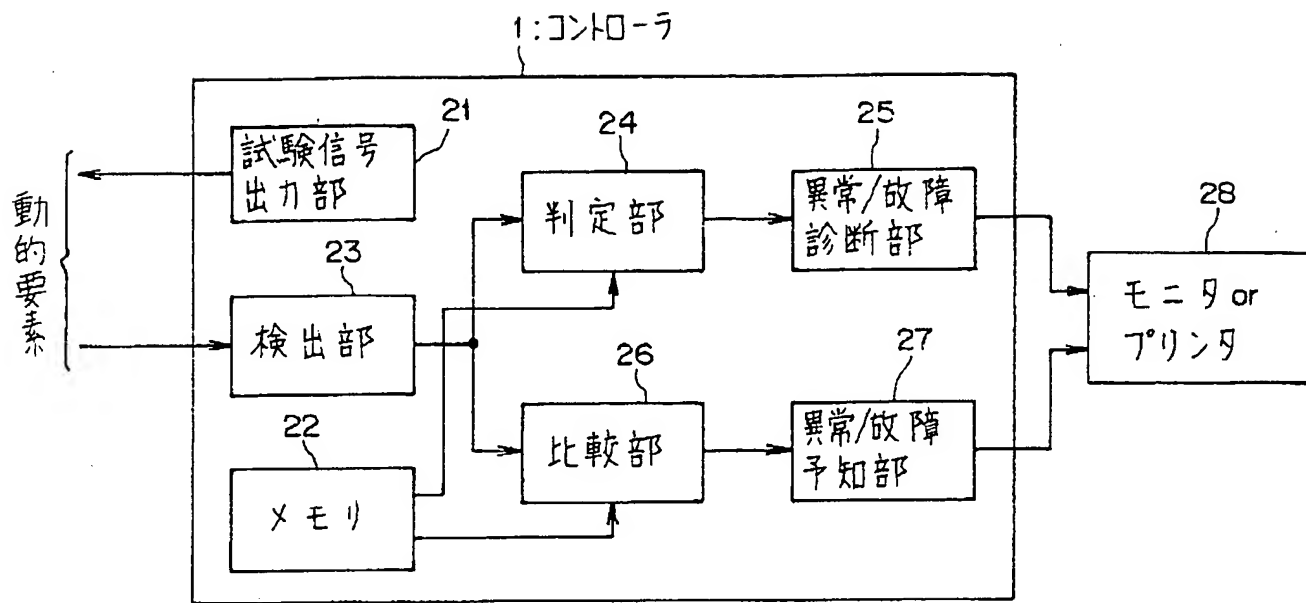 1:コントローラ
21
試験信号
出力部
24
判定部
25
異常/故障
診断部
28
モニタor
プリンタ
動的要素
23
検出部
26
比較部
27
異常/故障
予知部
22
メモリ